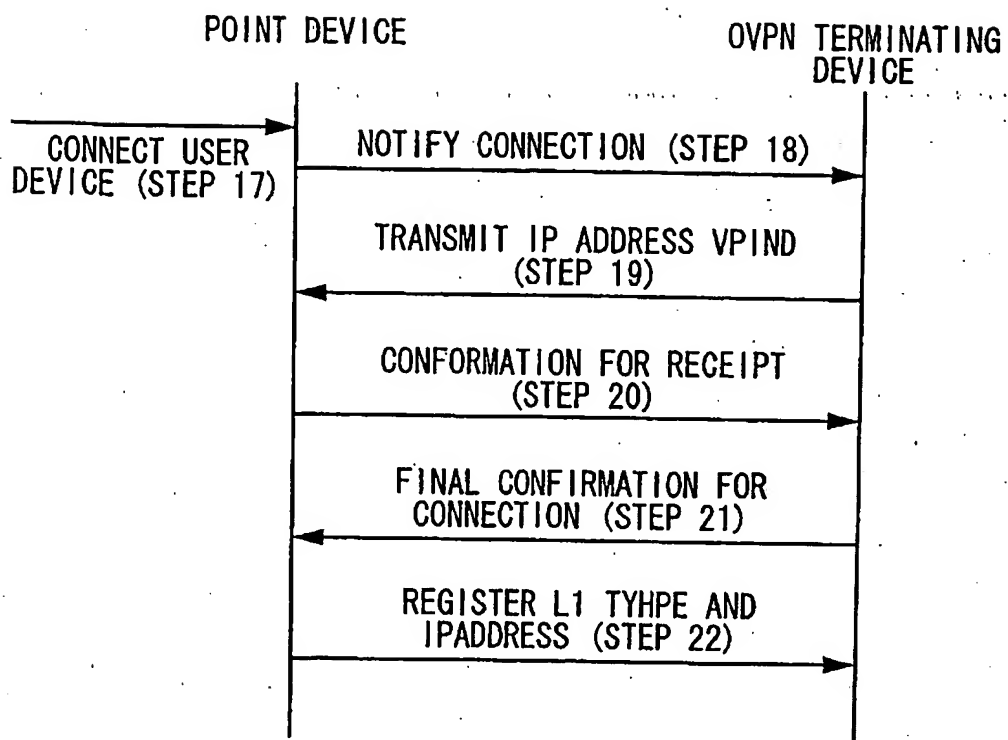 POINT DEVICE
OVPN TERMINATING
DEVICE
CONNECT USER
DEVICE (STEP 17)
NOTIFY CONNECTION (STEP 18)
TRANSMIT IP ADDRESS VPIND
(STEP 19)
CONFORMATION FOR RECEIPT
(STEP 20)
FINAL CONFIRMATION FOR
CONNECTION (STEP 21)
REGISTER L1 TYHPE AND
IPADDRESS (STEP 22)